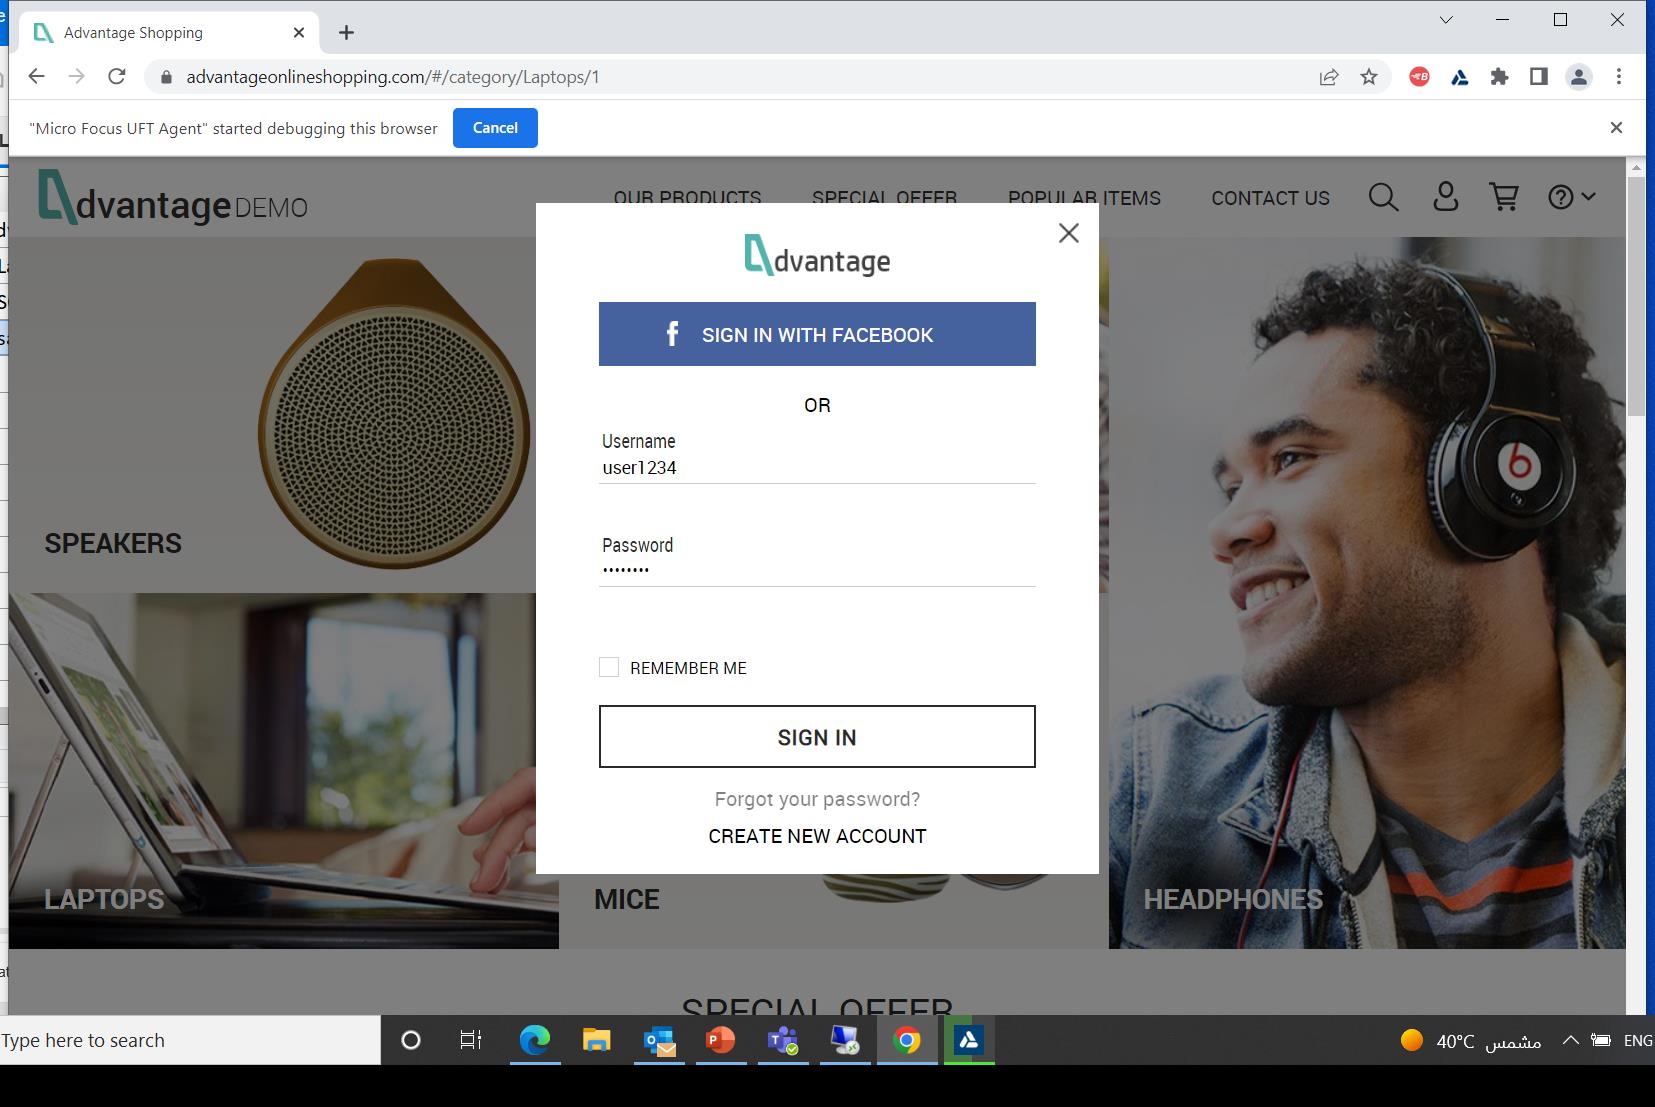 Advantage Shopping
advantageonlineshopping.com/#/category/Laptops/1
"Micro Focus UFT Agent" started debugging this browser Cancel
dvantage DEMO OUR PRODUCTS SPECIAL OFFER POPULAR ITEMS CONTACT US
dvantage
SIGN IN WITH FACEBOOK
OR
Username
user1234
Password
••••••••
REMEMBER ME
SIGN IN
Forgot your password?
CREATE NEW ACCOUNT
SPEAKERS
LAPTOPS
MICE
HEADPHONES
SPECIAL OFFER
Type here to search
40°C مشمس
ENG